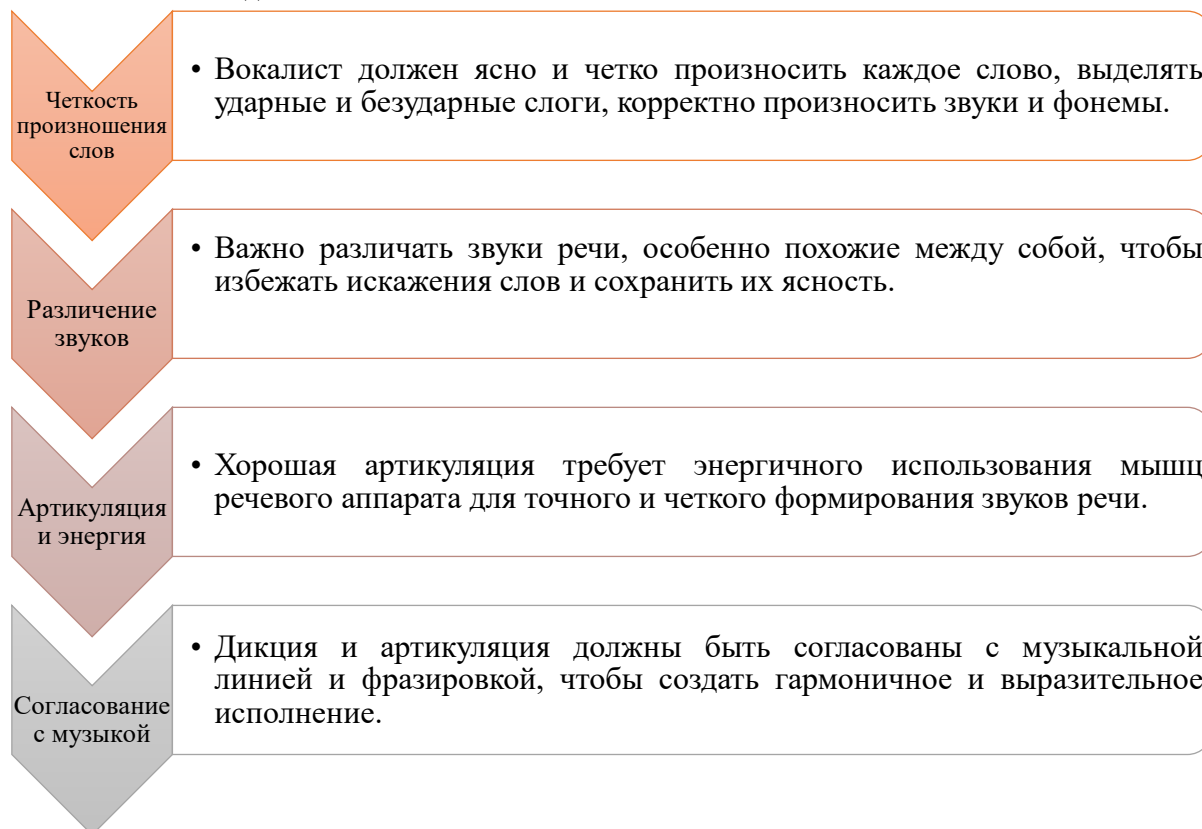 Четкость
произношения
слов
• Вокалист должен ясно и четко произносить каждое слово, выделять
ударные и безударные слоги, корректно произносить звуки и фонемы.
Различение
звуков
• Важно различать звуки речи, особенно похожие между собой, чтобы
избежать искажения слов и сохранить их ясность.
Артикуляция
и энергия
• Хорошая артикуляция требует энергичного использования мышц
речевого аппарата для точного и четкого формирования звуков речи.
Согласование
с музыкой
• Дикция и артикуляция должны быть согласованы с музыкальной
линией и фразировкой, чтобы создать гармоничное и выразительное
исполнение.